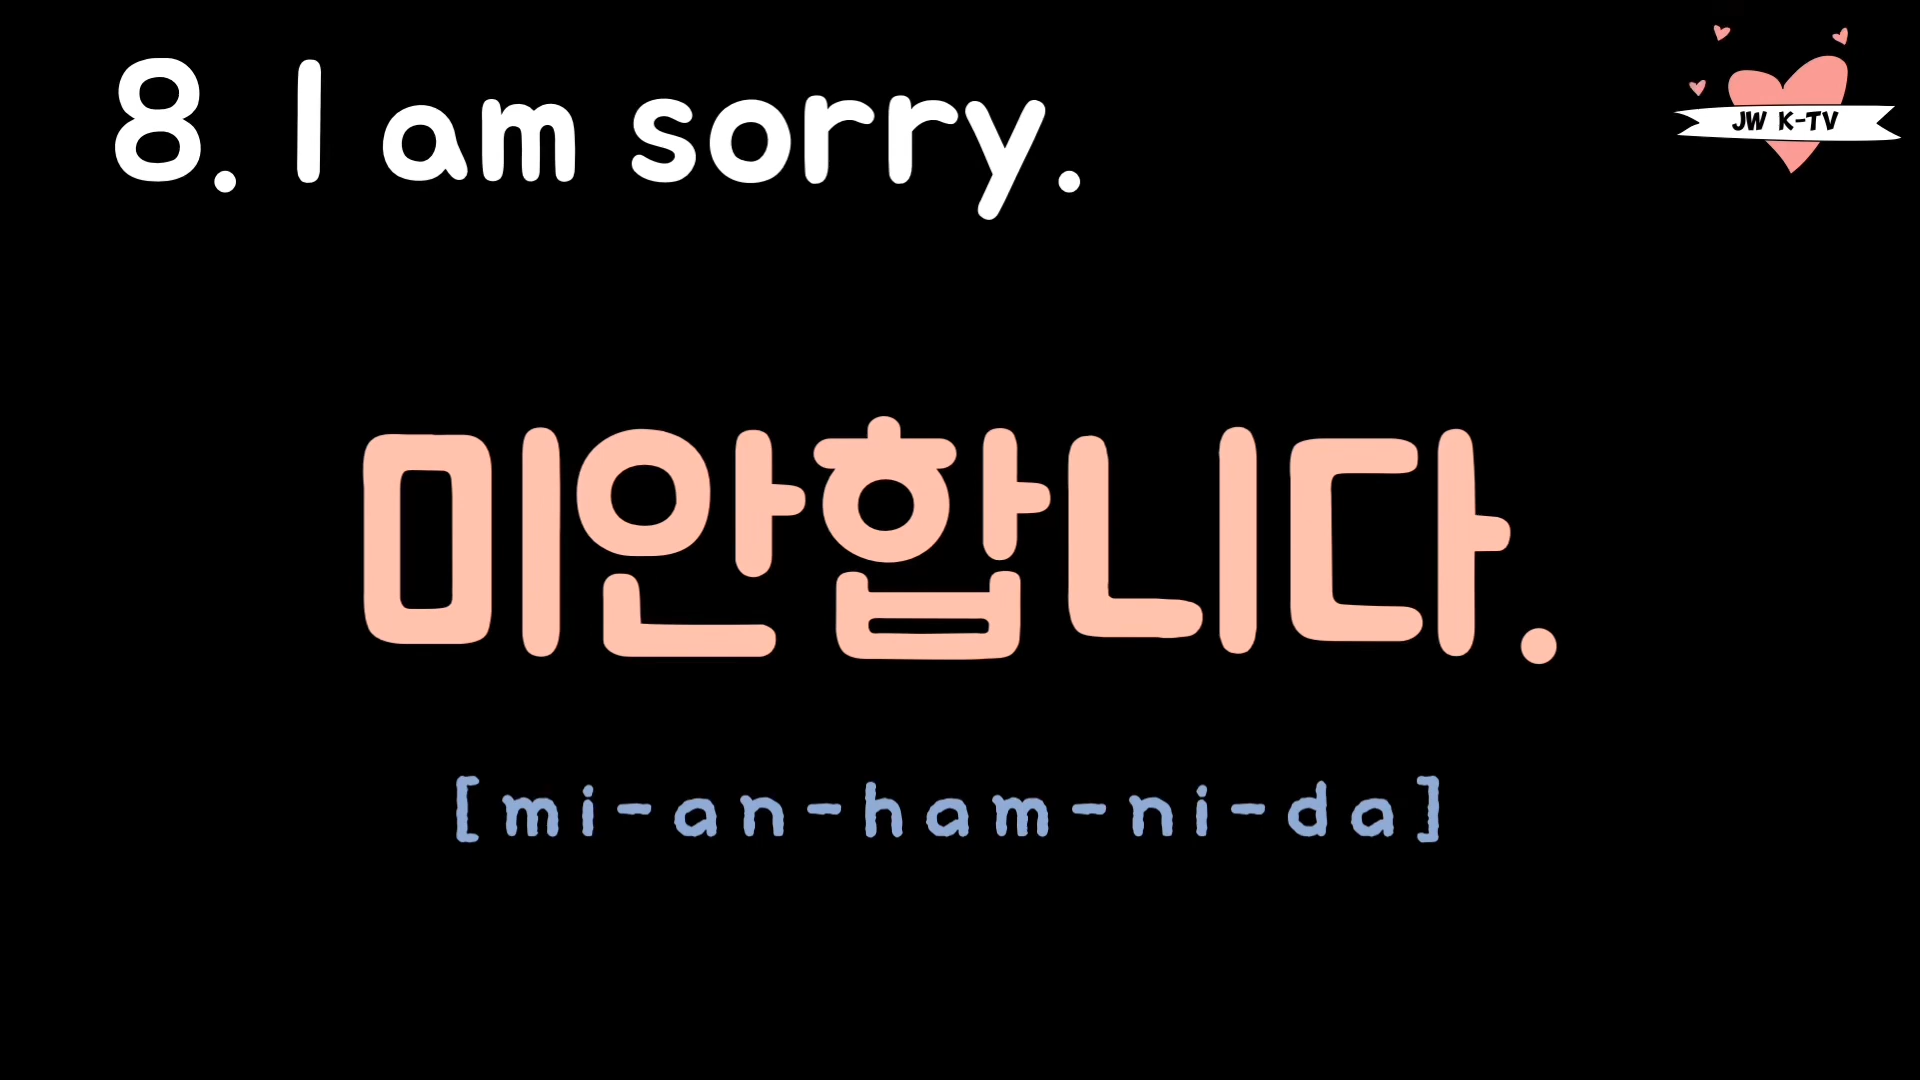 8. I am sorry.
JW K-TV
미안합니다.
[mi-an-ham-ni-da]